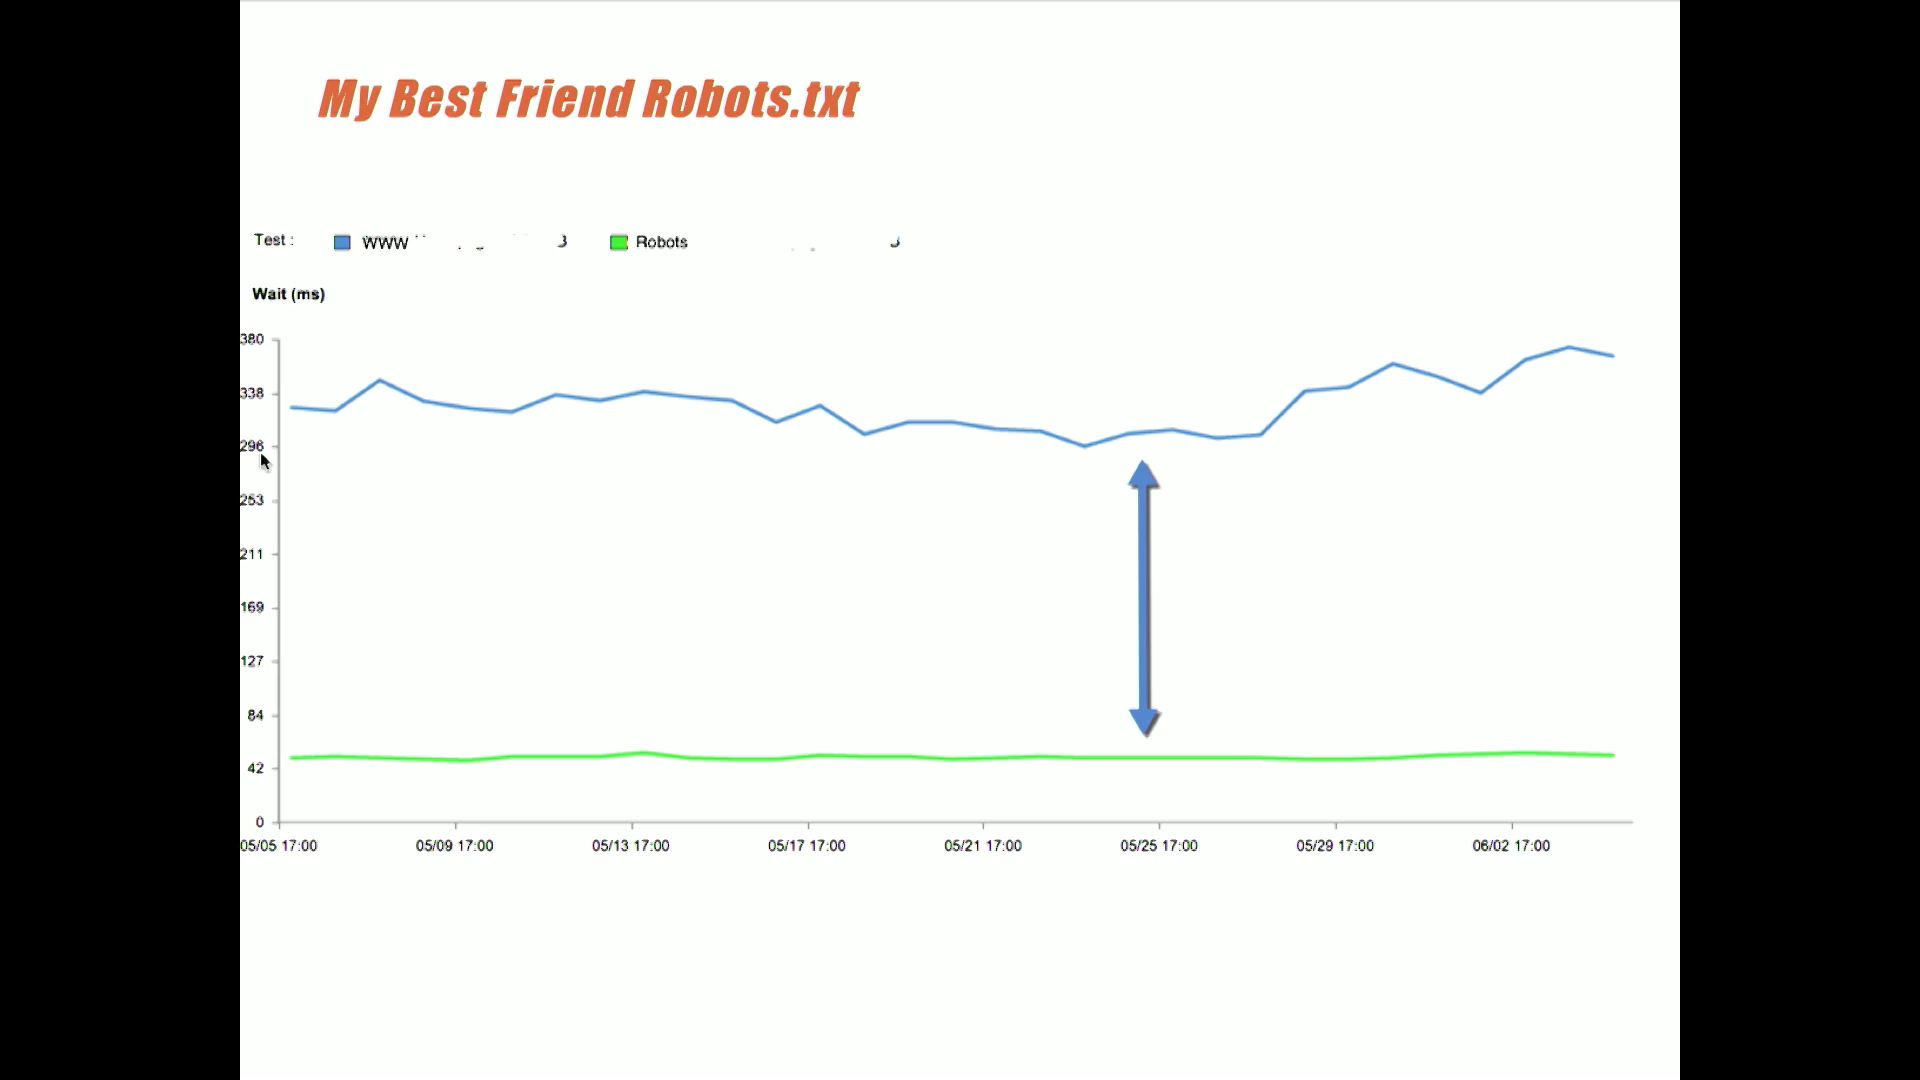 My Best Friend Robots.txt
Test : WWW Robots
Wait (ms)
380
338
296
253
211
169
127
84
42
0
05/05 17:00 05/09 17:00 05/13 17:00 05/17 17:00 05/21 17:00 05/25 17:00 05/29 17:00 06/02 17:00